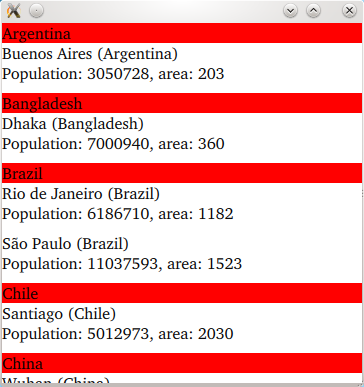 Argentina
Buenos Aires (Argentina)
Population: 3050728, area: 203
Bangladesh
Dhaka (Bangladesh)
Population: 7000940, area: 360
Brazil
Rio de Janeiro (Brazil)
Population: 6186710, area: 1182
São Paulo (Brazil)
Population: 11037593, area: 1523
Chile
Santiago (Chile)
Population: 5012973, area: 2030
China
Wuhan (China)